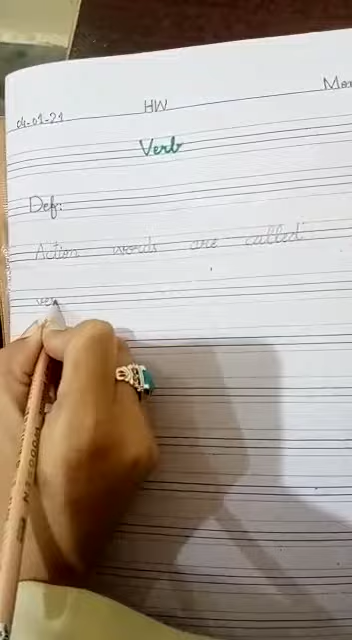 04-01-21 HW Mon
Verb
Def:
Action words are called
ver